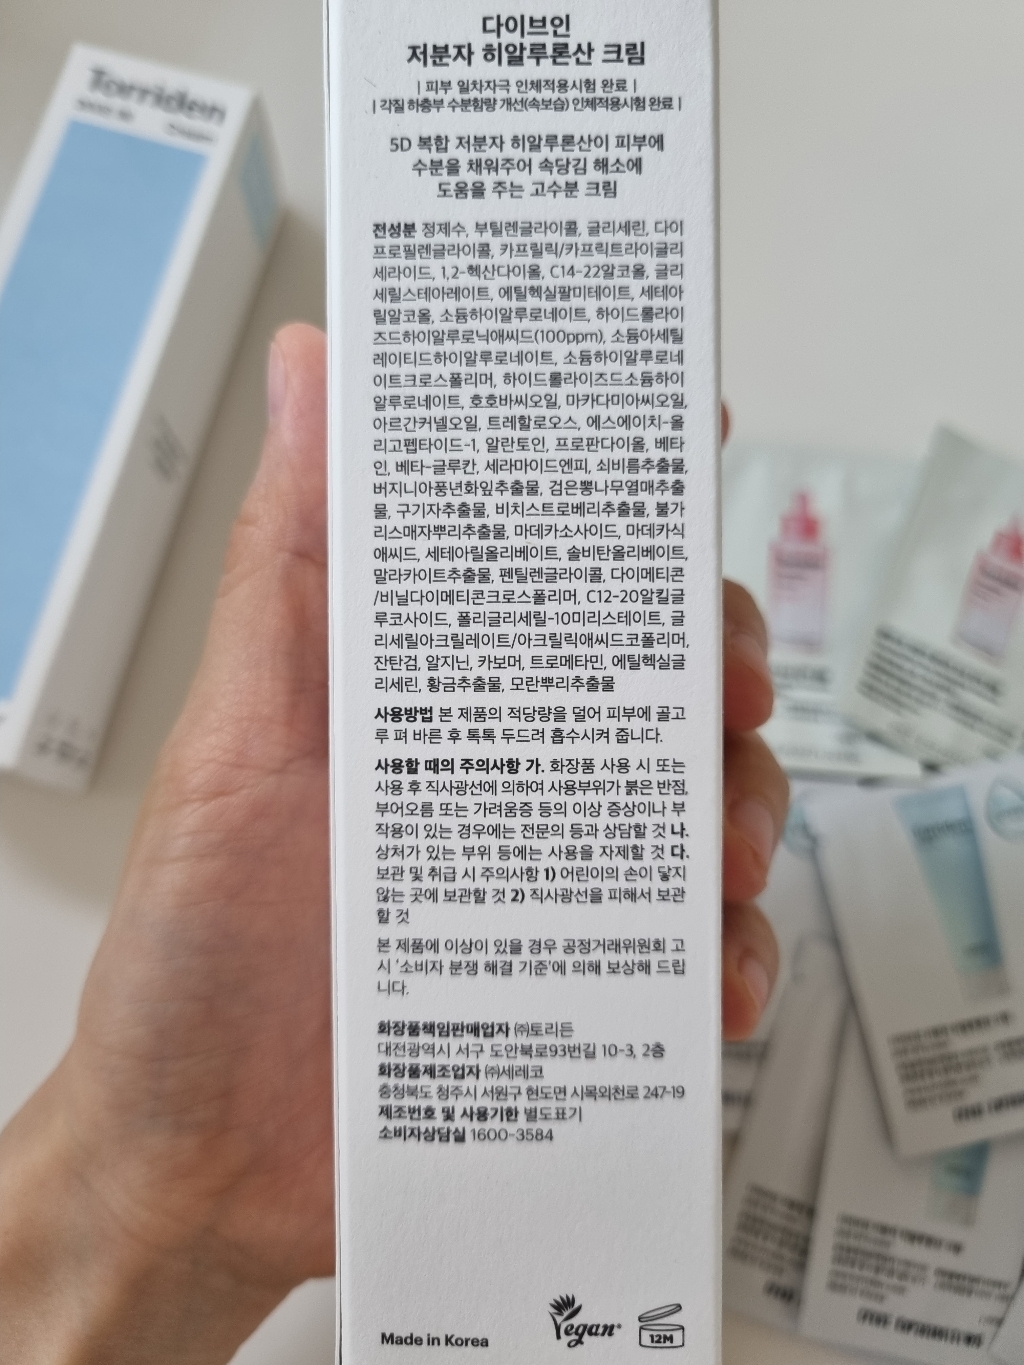 Torriden
다이브인
저분자 히알루론산 크림
| 피부 일차자극 인체적용시험 완료 |
| 각질 하층부 수분함량 개선(속보습) 인체적용시험 완료 |
5D 복합 저분자 히알루론산이 피부에
수분을 채워주어 속당김 해소에
도움을 주는 고수분 크림
전성분 정제수, 부틸렌글라이콜, 글리세린, 다이
프로필렌글라이콜, 카프릴릭/카프릭트라이글리
세라이드, 1,2-헥산다이올, C14-22알코올, 글리
세릴스테아레이트, 에틸헥실팔미테이트, 세테아
릴알코올, 소듐하이알루로네이트, 하이드롤라이
즈드하이알루로닉애씨드(100ppm), 소듐아세틸
레이티드하이알루로네이트, 소듐하이알루로네
이트크로스폴리머, 하이드롤라이즈드소듐하이
알루로네이트, 호호바씨오일, 마카다미아씨오일,
아르간커넬오일, 트레할로오스, 에스에이치-올
리고펩타이드-1, 알란토인, 프로판다이올, 베타
인, 베타-글루칸, 세라마이드엔피, 쇠비름추출물,
버지니아풍년화잎추출물, 검은뽕나무열매추출
물, 구기자추출물, 비치스트로베리추출물, 불가
리스매자뿌리추출물, 마데카소사이드, 마데카식
애씨드, 세테아릴올리베이트, 솔비탄올리베이트,
말라카이트추출물, 펜틸렌글라이콜, 다이메티콘
/비닐다이메티콘크로스폴리머, C12-20알킬글
루코사이드, 폴리글리세릴-10미리스테이트, 글
리세릴아크릴레이트/아크릴릭애씨드코폴리머,
잔탄검, 알지닌, 카보머, 트로메타민, 에틸헥실글
리세린, 황금추출물, 모란뿌리추출물
사용방법 본 제품의 적당량을 덜어 피부에 골고
루 펴 바른 후 톡톡 두드려 흡수시켜 줍니다.
사용할 때의 주의사항 가. 화장품 사용 시 또는
사용 후 직사광선에 의하여 사용부위가 붉은 반점,
부어오름 또는 가려움증 등의 이상 증상이나 부
작용이 있는 경우에는 전문의 등과 상담할 것 나.
상처가 있는 부위 등에는 사용을 자제할 것 다.
보관 및 취급 시 주의사항 1) 어린이의 손이 닿지
않는 곳에 보관할 것 2) 직사광선을 피해서 보관
할 것
본 제품에 이상이 있을 경우 공정거래위원회 고
시 '소비자 분쟁 해결 기준'에 의해 보상해 드립
니다.
화장품책임판매업자 ㈜토리든
대전광역시 서구 도안북로93번길 10-3, 2층
화장품제조업자 ㈜세레코
충청북도 청주시 서원구 현도면 시목외천로 247-19
제조번호 및 사용기한 별도표기
소비자상담실 1600-3584
Made in Korea
Vegan
12M